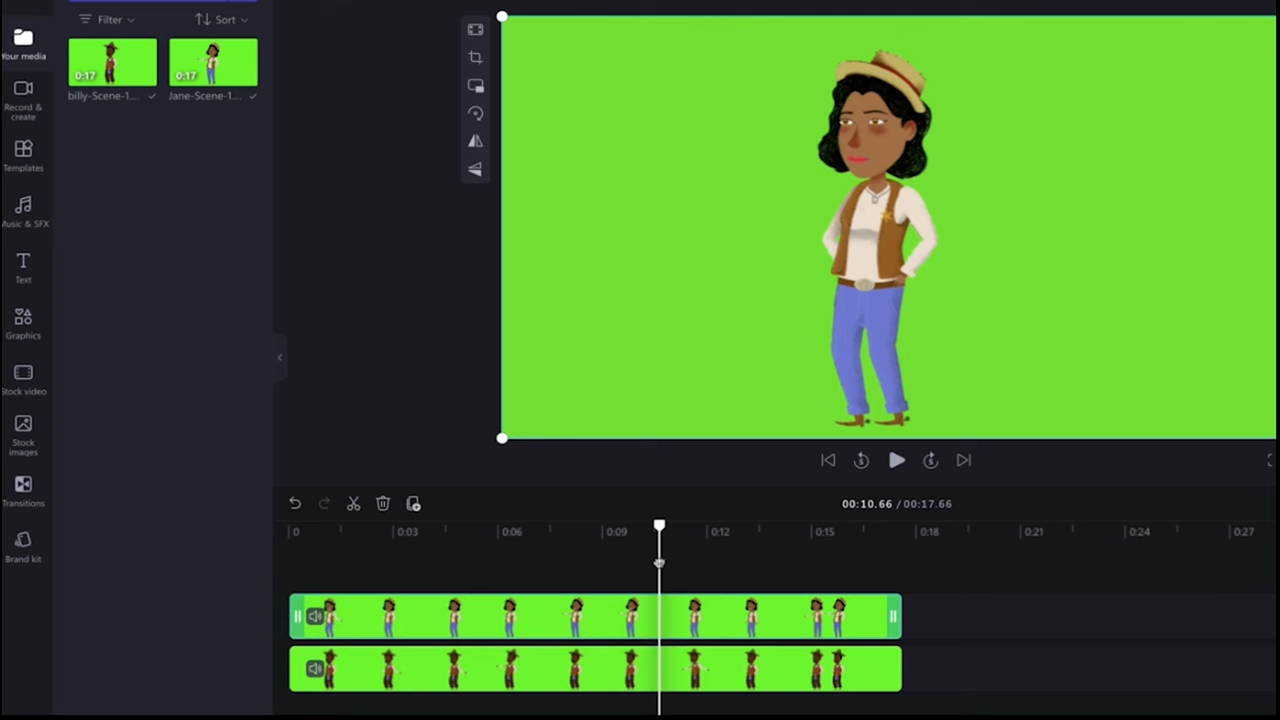 Filter
Sort
Your media
0:17
0:17
billy-Scene-1...
Jane-Scene-1...
Record &
create
Templates
Music & SFX
Text
Graphics
Stock video
Stock
images
Transitions
Brand kit
5
5
00:10.66 / 00:17.66
0
0:03
0:06
0:09
0:12
0:15
0:18
0:21
0:24
0:27